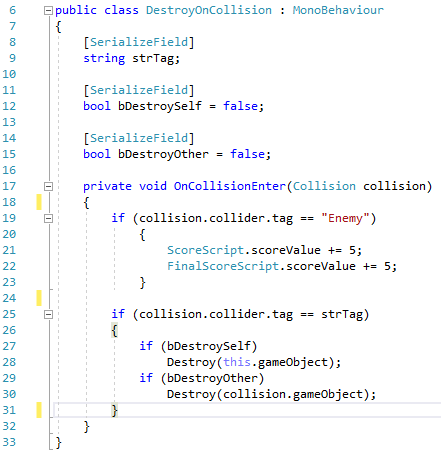 6 public class DestroyOnCollision : MonoBehaviour
7 {
8     [SerializeField]
9     string strTag;
10
11     [SerializeField]
12     bool bDestroySelf = false;
13
14     [SerializeField]
15     bool bDestroyOther = false;
16
17     private void OnCollisionEnter(Collision collision)
18     {
19         if (collision.collider.tag == "Enemy")
20             {
21                 ScoreScript.scoreValue += 5;
22                 FinalScoreScript.scoreValue += 5;
23             }
24
25         if (collision.collider.tag == strTag)
26         {
27             if (bDestroySelf)
28                 Destroy(this.gameObject);
29             if (bDestroyOther)
30                 Destroy(collision.gameObject);
31         }
32     }
33 }